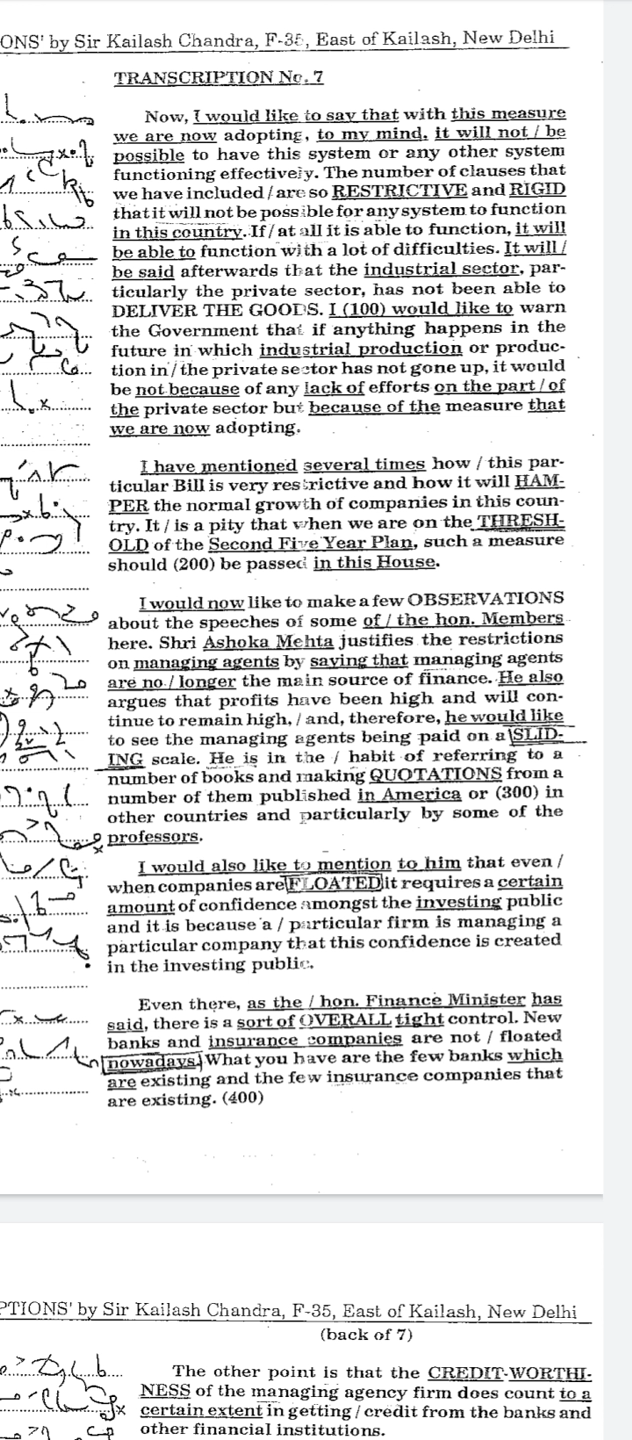 ONS' by Sir Kailash Chandra, F-35, East of Kailash, New Delhi
TRANSCRIPTION No. 7
Now, I would like to say that with this measure
we are now adopting, to my mind, it will not / be
possible to have this system or any other system
functioning effectively. The number of clauses that
we have included / are so RESTRICTIVE and RIGID
that it will not be possible for any system to function
in this country. If / at all it is able to function, it will
be able to function with a lot of difficulties. It will /
be said afterwards that the industrial sector, par-
ticularly the private sector, has not been able to
DELIVER THE GOODS. I (100) would like to warn
the Government that if anything happens in the
future in which industrial production or produc-
tion in / the private sector has not gone up, it would
be not because of any lack of efforts on the part / of
the private sector but because of the measure that
we are now adopting.
I have mentioned several times how / this par-
ticular Bill is very restrictive and how it will HAM-
PER the normal growth of companies in this coun-
try. It / is a pity that when we are on the THRESH-
OLD of the Second Five Year Plan, such a measure
should (200) be passed in this House.
I would now like to make a few OBSERVATIONS
about the speeches of some of / the hon. Members
here. Shri Ashoka Mehta justifies the restrictions
on managing agents by saying that managing agents
are no / longer the main source of finance. He also
argues that profits have been high and will con-
tinue to remain high, / and, therefore, he would like
to see the managing agents being paid on a SLID-
ING scale. He is in the / habit of referring to a
number of books and making QUOTATIONS from a
number of them published in America or (300) in
other countries and particularly by some of the
professors.
I would also like to mention to him that even /
when companies are FLOATED it requires a certain
amount of confidence amongst the investing public
and it is because a / particular firm is managing a
particular company that this confidence is created
in the investing public.
Even there, as the / hon. Finance Minister has
said, there is a sort of OVERALL tight control. New
banks and insurance companies are not / floated
nowadays. What you have are the few banks which
are existing and the few insurance companies that
are existing. (400)
PTIONS' by Sir Kailash Chandra, F-35, East of Kailash, New Delhi
(back of 7)
The other point is that the CREDIT-WORTHI-
NESS of the managing agency firm does count to a
certain extent in getting / credit from the banks and
other financial institutions.